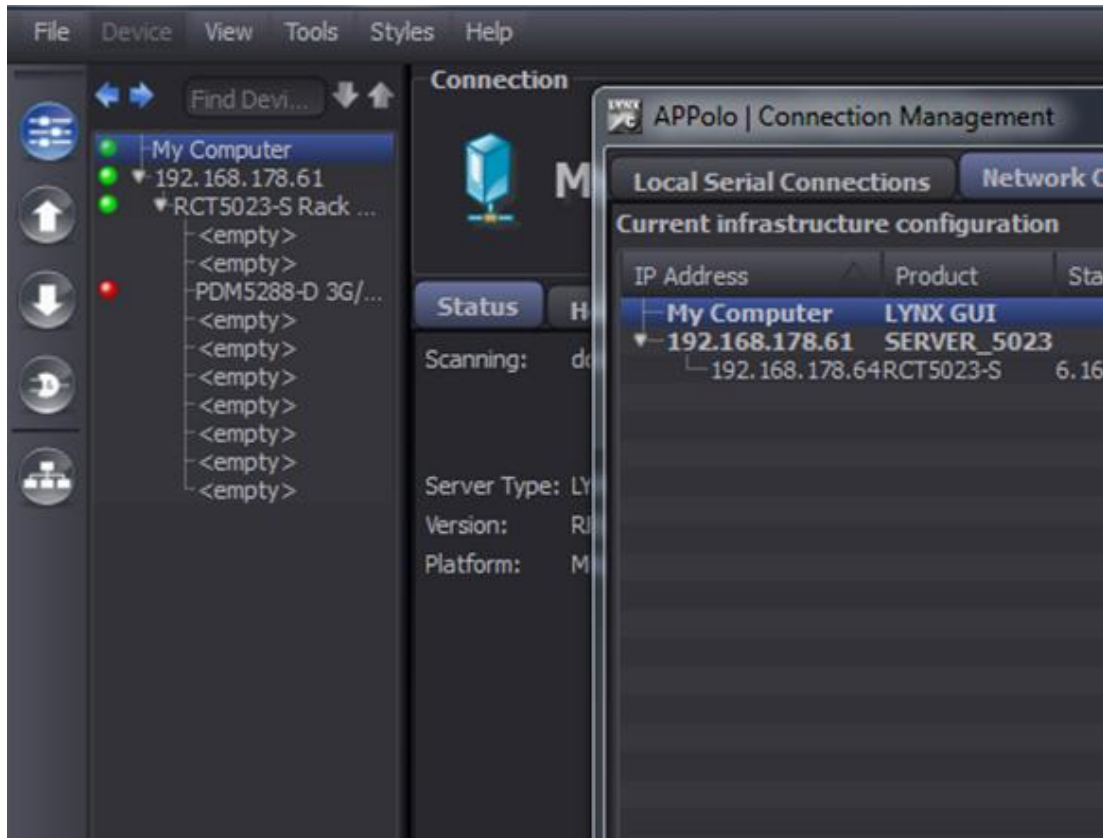 File Device View Tools Styles Help
Find Devi...
My Computer
192.168.178.61
RCT5023-S Rack ...
<empty>
<empty>
PDM5288-D 3G/...
<empty>
<empty>
<empty>
<empty>
<empty>
<empty>
<empty>
Connection
M
Status H
Scanning:
Server Type: LY
Version:
Platform: M
LYNX
APPolo | Connection Management
Local Serial Connections Network C
Current infrastructure configuration
IP Address Product Sta
My Computer LYNX GUI
192.168.178.61 SERVER_5023
192.168.178.64 RCT5023-S 6.16